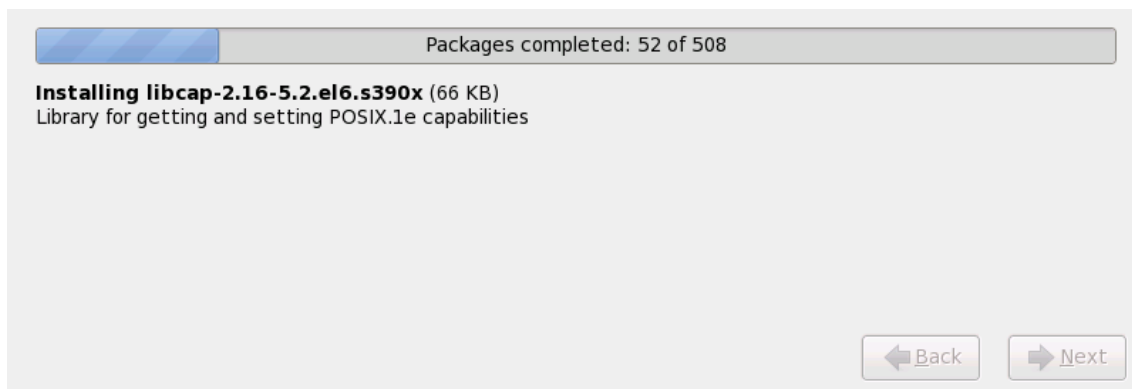 Packages completed: 52 of 508
Installing libcap-2.16-5.2.el6.s390x (66 KB)
Library for getting and setting POSIX.1e capabilities
Back
Next